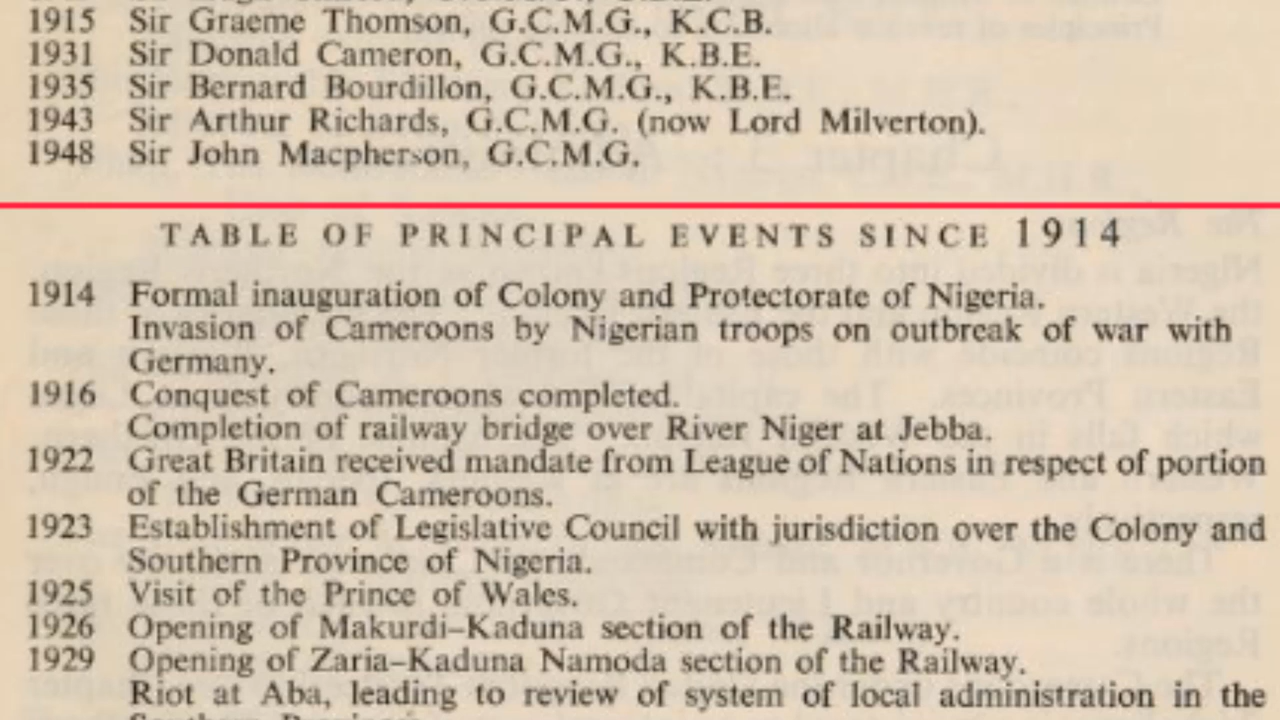 1915 Sir Graeme Thomson, G.C.M.G., K.C.B.
1931 Sir Donald Cameron, G.C.M.G., K.B.E.
1935 Sir Bernard Bourdillon, G.C.M.G., K.B.E.
1943 Sir Arthur Richards, G.C.M.G. (now Lord Milverton).
1948 Sir John Macpherson, G.C.M.G.
TABLE OF PRINCIPAL EVENTS SINCE 1914
1914 Formal inauguration of Colony and Protectorate of Nigeria.
Invasion of Cameroons by Nigerian troops on outbreak of war with
Germany.
1916 Conquest of Cameroons completed.
Completion of railway bridge over River Niger at Jebba.
1922 Great Britain received mandate from League of Nations in respect of portion
of the German Cameroons.
1923 Establishment of Legislative Council with jurisdiction over the Colony and
Southern Province of Nigeria.
1925 Visit of the Prince of Wales.
1926 Opening of Makurdi–Kaduna section of the Railway.
1929 Opening of Zaria–Kaduna Namoda section of the Railway.
Riot at Aba, leading to review of system of local administration in the